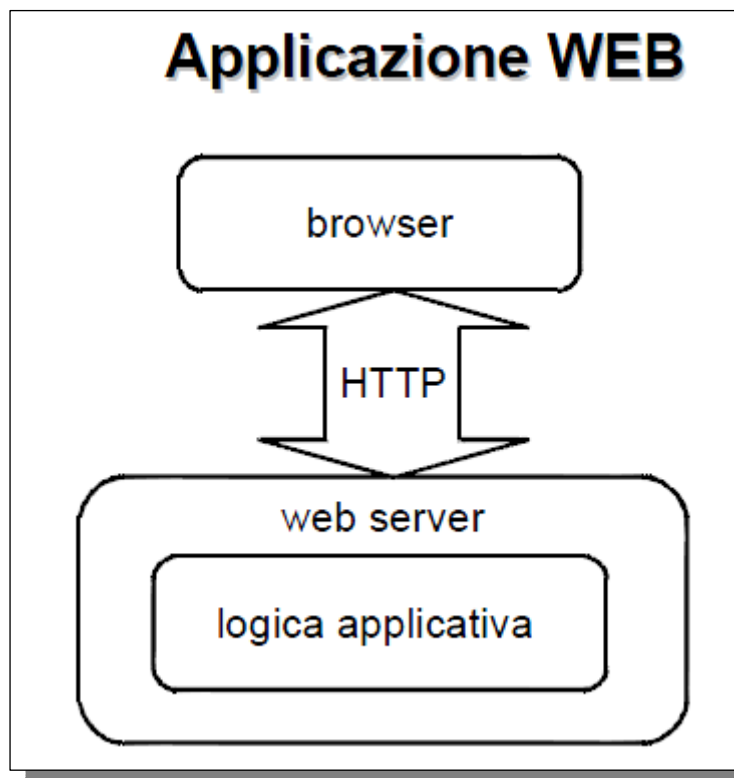 Applicazione WEB
browser
HTTP
web server
logica applicativa